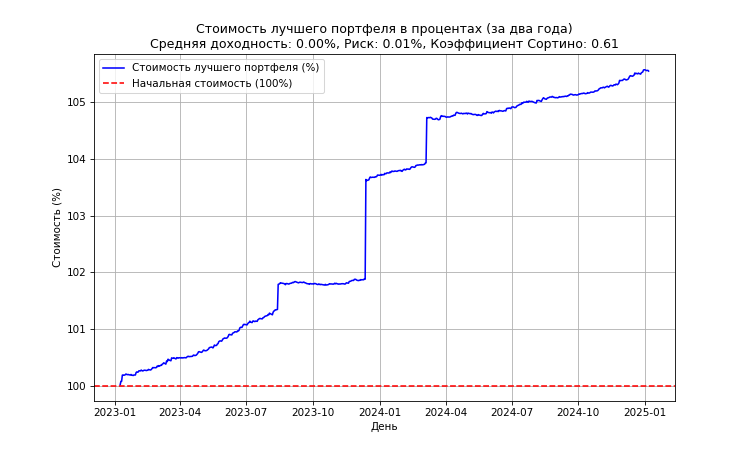 Стоимость лучшего портфеля в процентах (за два года)
Средняя доходность: 0.00%, Риск: 0.01%, Коэффициент Сортино: 0.61
Стоимость лучшего портфеля (%)
Начальная стоимость (100%)
Стоимость (%)
105
104
103
102
101
100
2023-01 2023-04 2023-07 2023-10 2024-01 2024-04 2024-07 2024-10 2025-01
День